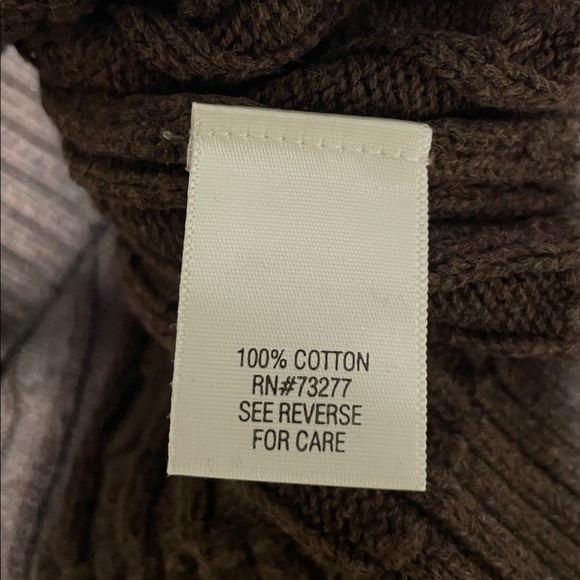 100% COTTON
RN#73277
SEE REVERSE
FOR CARE